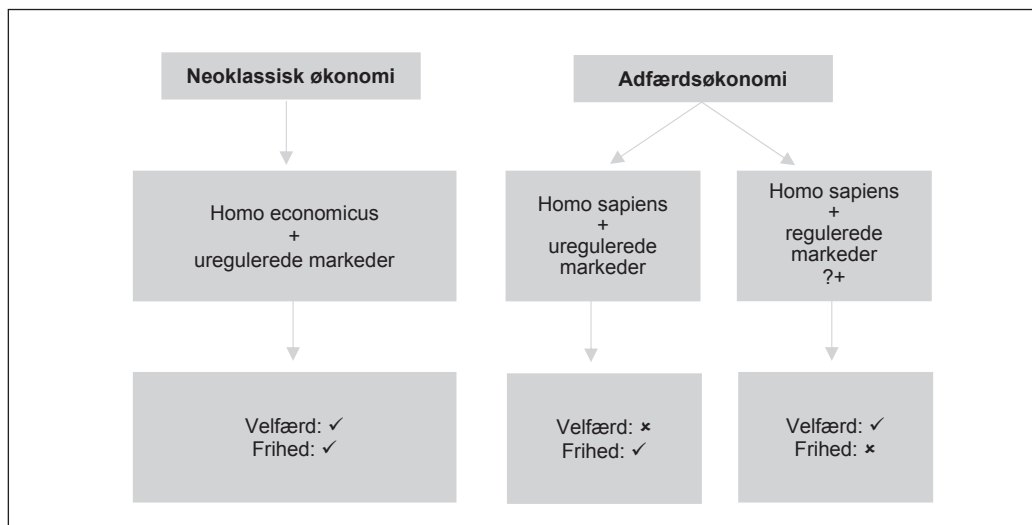 Neoklassisk økonomi
Adfærdsøkonomi
Homo economicus
+
uregulerede markeder
Homo sapiens
+
uregulerede
markeder
Homo sapiens
+
regulerede
markeder
?+
Velfærd: ✓
Frihed: ✓
Velfærd: ✗
Frihed: ✓
Velfærd: ✓
Frihed: ✗